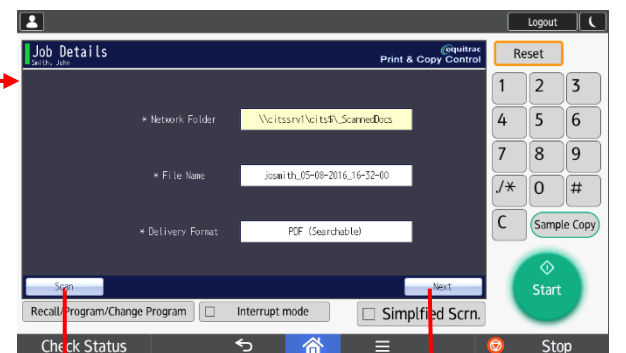 Logout
Job Details
Smith, John
equitrac
Print & Copy Control
Reset
* Network Folder
\\citssrv1\cits$\_ScannedDocs
* File Name
josmith_05-08-2016_16-32-00
* Delivery Format
PDF (Searchable)
Scan
Next
1 2 3
4 5 6
7 8 9
./* 0 #
C
Sample Copy
Start
Recall/Program/Change Program
Interrupt mode
Simplfied Scrn.
Check Status
Stop